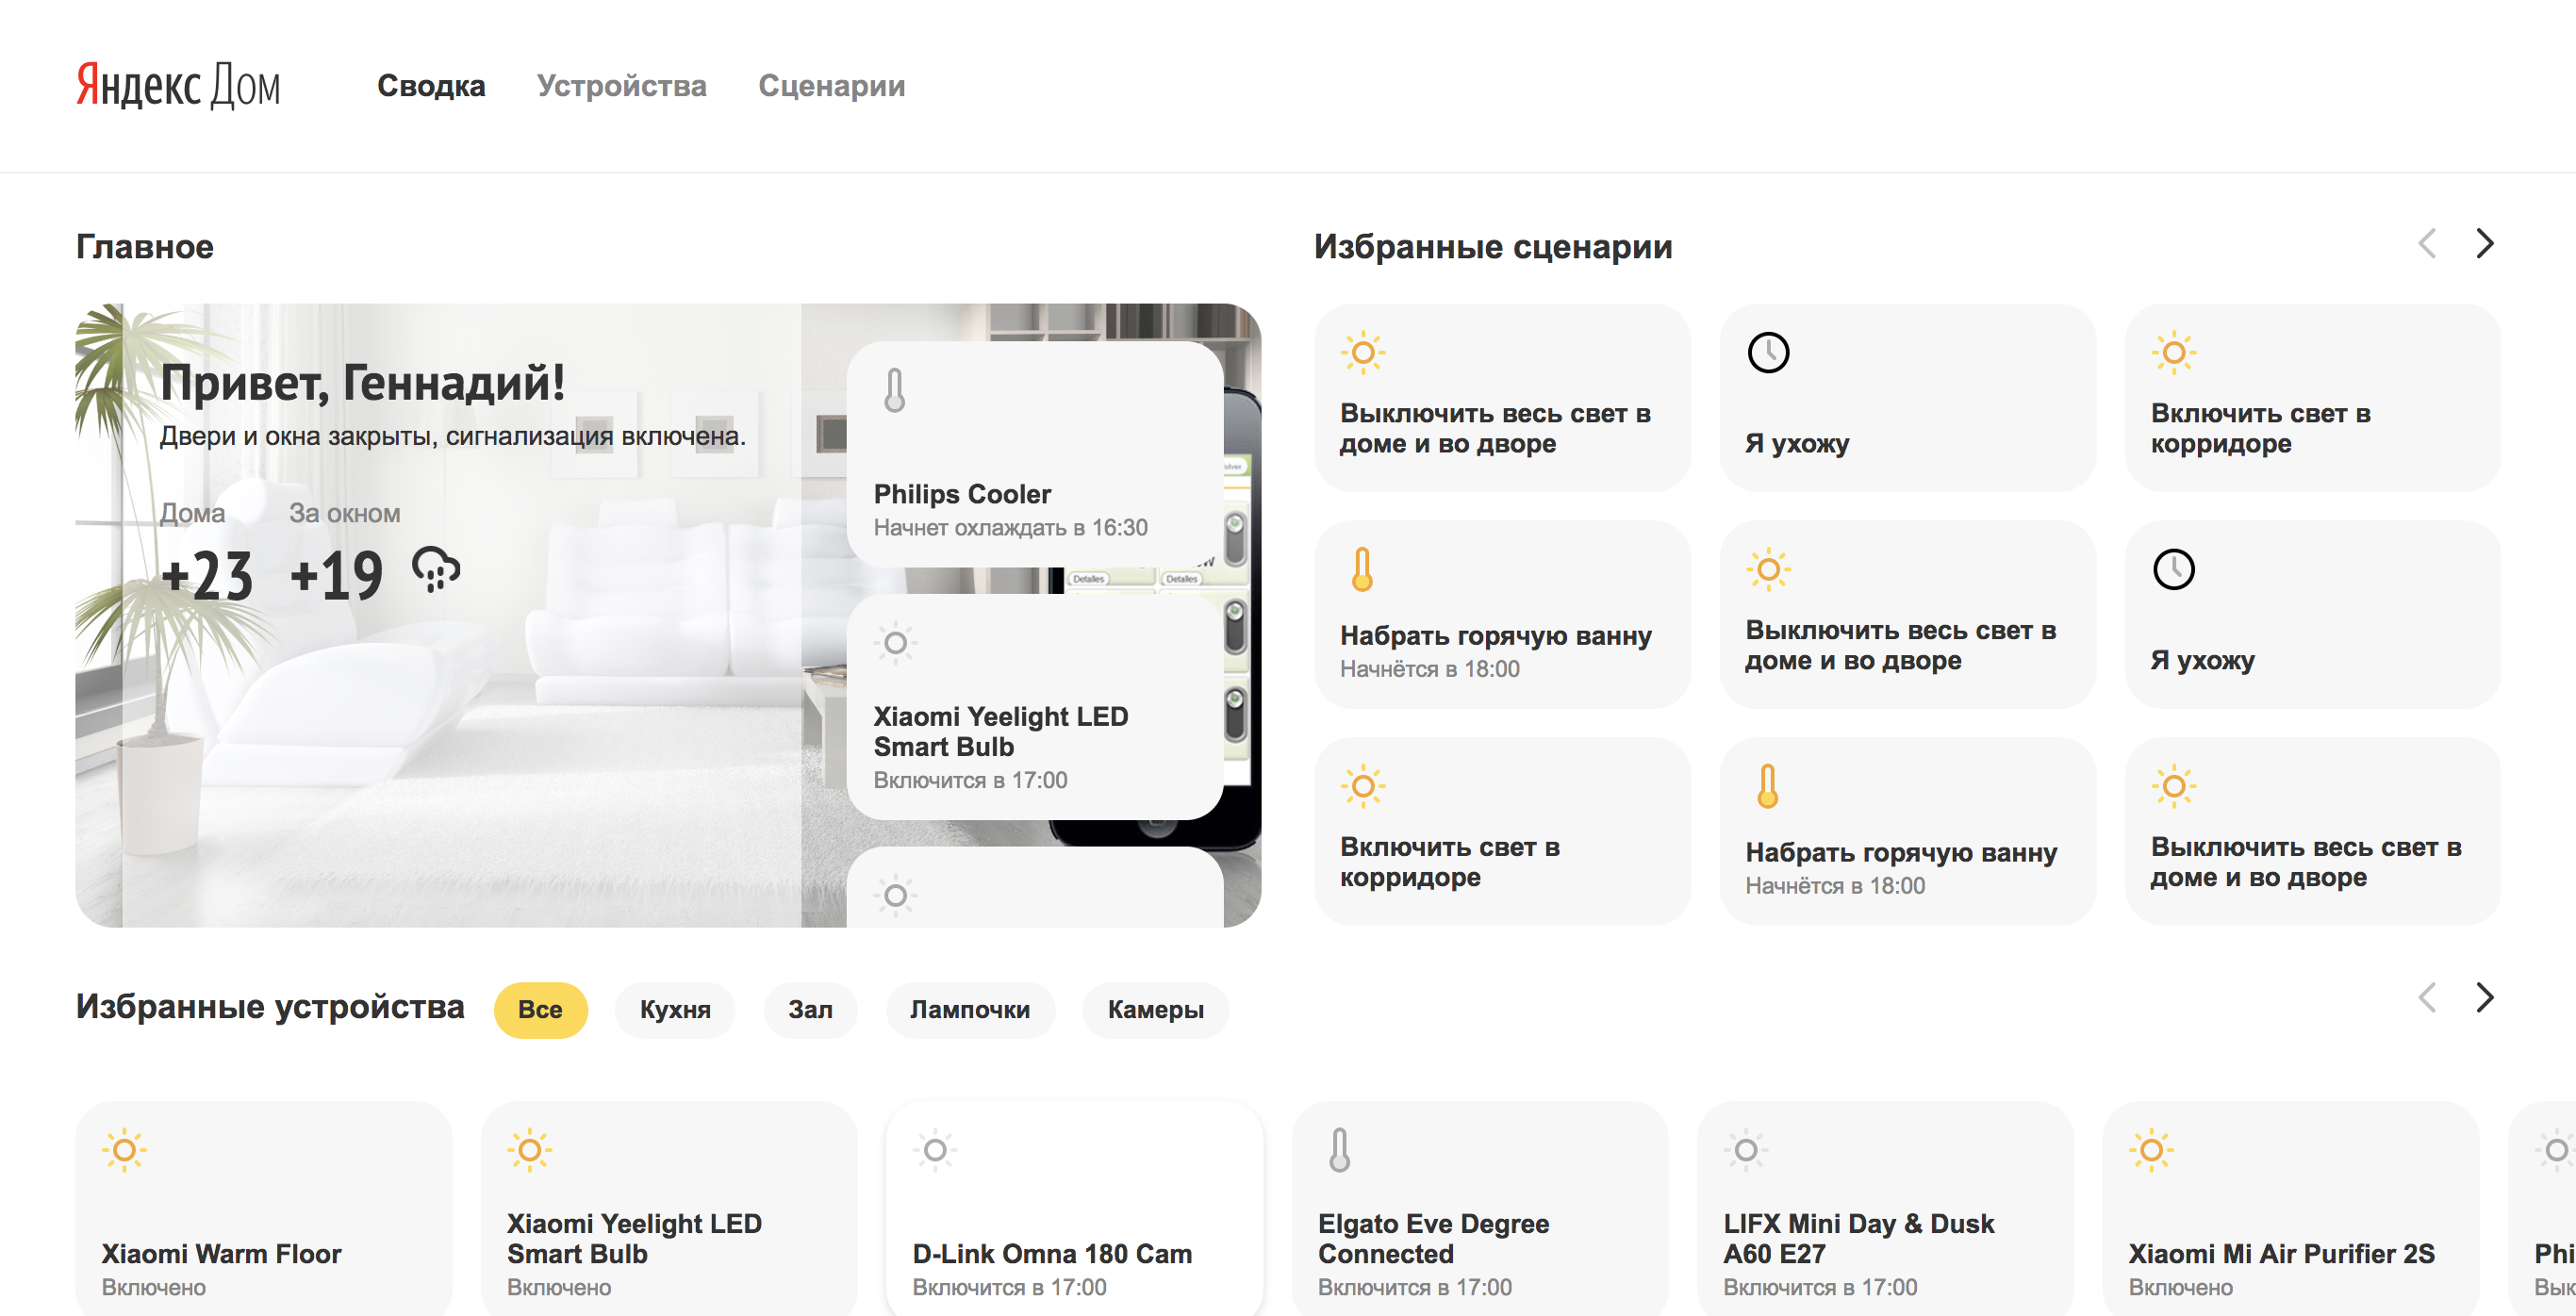 Яндекс Дом
Сводка
Устройства
Сценарии
Главное
Привет, Геннадий!
Двери и окна закрыты, сигнализация включена.
Дома
За окном
+23
+19
Philips Cooler
Начнет охлаждать в 16:30
Detalles
Detalles
Xiaomi Yeelight LED
Smart Bulb
Включится в 17:00
Избранные сценарии
Выключить весь свет в
доме и во дворе
Я ухожу
Включить свет в
корридоре
Набрать горячую ванну
Начнётся в 18:00
Выключить весь свет в
доме и во дворе
Я ухожу
Включить свет в
корридоре
Набрать горячую ванну
Начнётся в 18:00
Выключить весь свет в
доме и во дворе
Избранные устройства
Все
Кухня
Зал
Лампочки
Камеры
Xiaomi Warm Floor
Включено
Xiaomi Yeelight LED
Smart Bulb
Включено
D-Link Omna 180 Cam
Включится в 17:00
Elgato Eve Degree
Connected
Включится в 17:00
LIFX Mini Day & Dusk
A60 E27
Включится в 17:00
Xiaomi Mi Air Purifier 2S
Включено
Phi
Вык